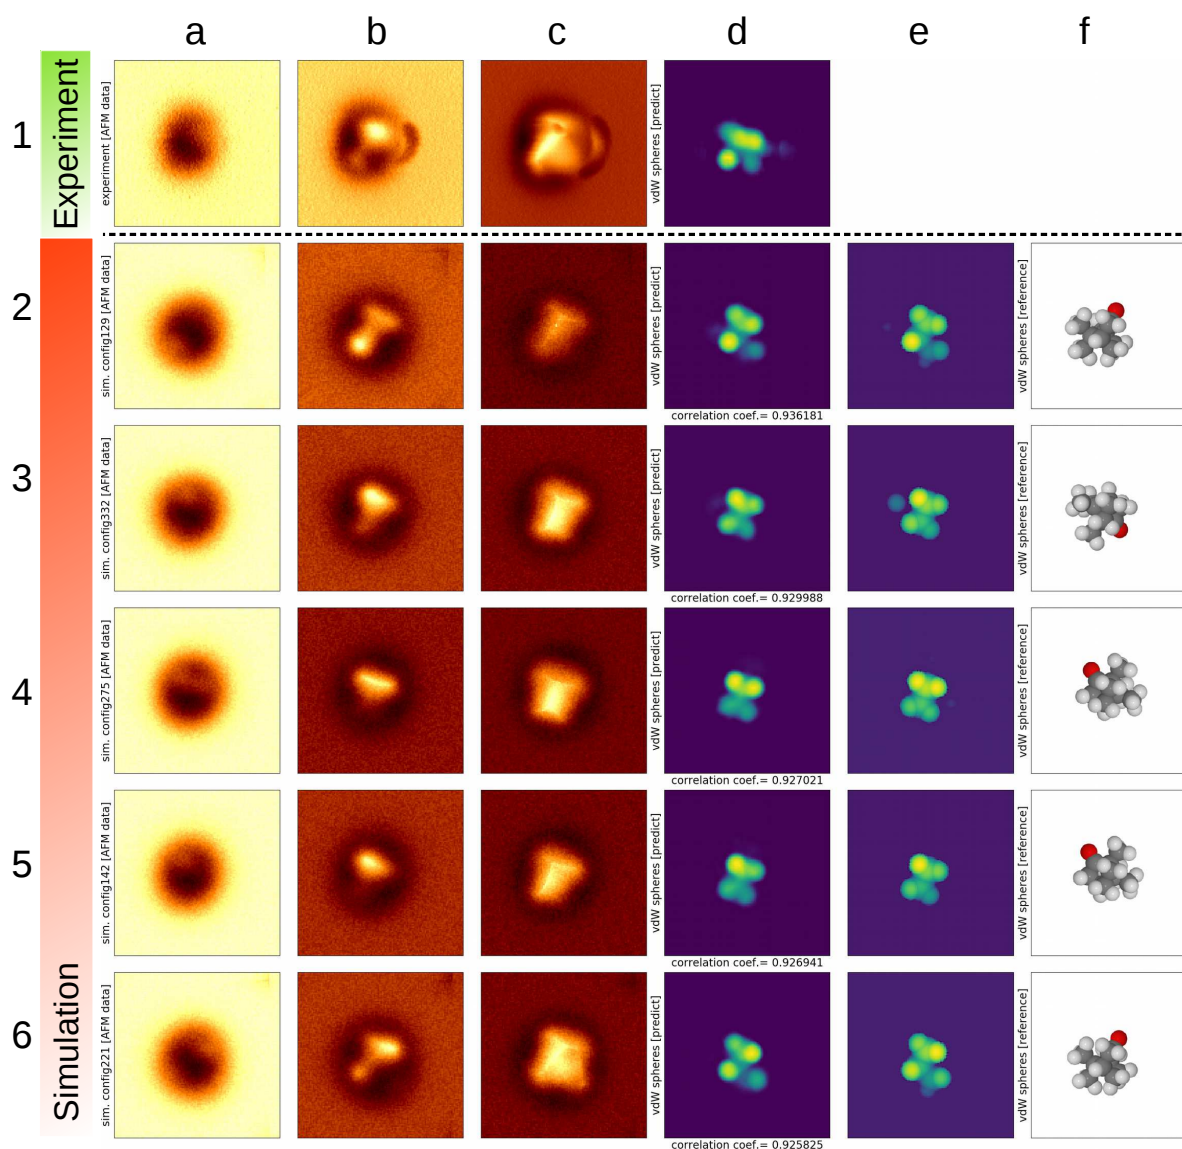 a b c d e f
Experiment
1
experiment [AFM data]
vdW spheres [predict]
Simulation
2
sim. config129 [AFM data]
vdW spheres [predict]
vdW spheres [reference]
correlation coef.= 0.936181
3
sim. config332 [AFM data]
vdW spheres [predict]
vdW spheres [reference]
correlation coef.= 0.929988
4
sim. config275 [AFM data]
vdW spheres [predict]
vdW spheres [reference]
correlation coef.= 0.927021
5
sim. config142 [AFM data]
vdW spheres [predict]
vdW spheres [reference]
correlation coef.= 0.926941
6
sim. config221 [AFM data]
vdW spheres [predict]
vdW spheres [reference]
correlation coef.= 0.925825